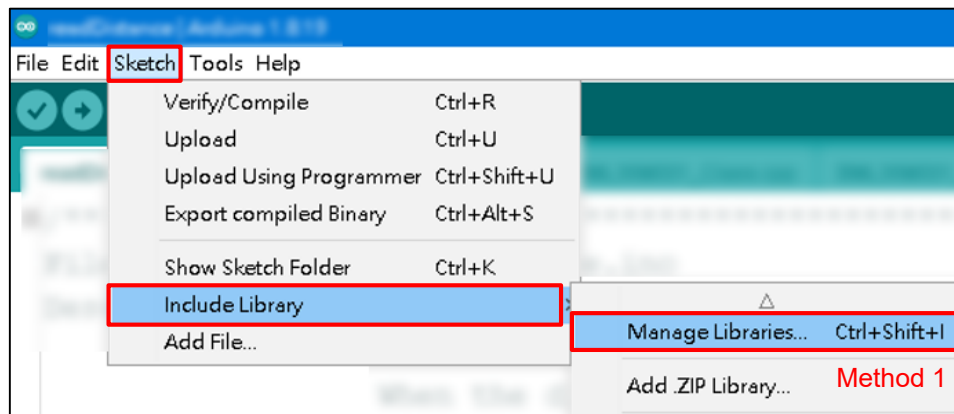 File Edit Sketch Tools Help
Verify/Compile Ctrl+R
Upload Ctrl+U
Upload Using Programmer Ctrl+Shift+U
Export compiled Binary Ctrl+Alt+S
Show Sketch Folder Ctrl+K
Include Library
Manage Libraries... Ctrl+Shift+I
Add File...
Add .ZIP Library...
Method 1